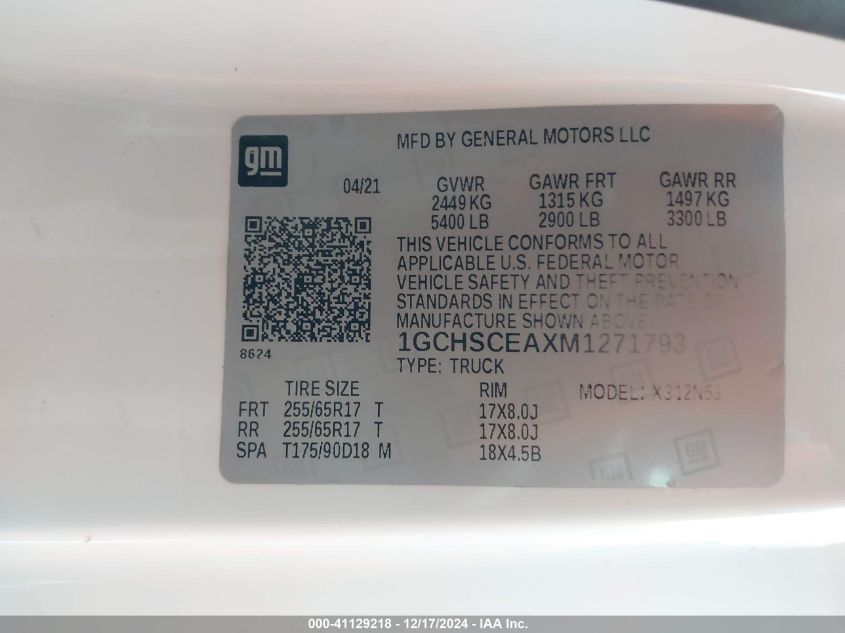 gm
MFD BY GENERAL MOTORS LLC
04/21
GVWR GAWR FRT GAWR RR
2449 KG 1315 KG 1497 KG
5400 LB 2900 LB 3300 LB
THIS VEHICLE CONFORMS TO ALL
APPLICABLE U.S. FEDERAL MOTOR
VEHICLE SAFETY AND THEFT PREVENTION
STANDARDS IN EFFECT ON THE DATE OF
MANUFACTURE SHOWN ABOVE
8624
1GCHSCEAXM1271793
TYPE: TRUCK
TIRE SIZE RIM MODEL: X312N53
FRT 255/65R17 T 17X8.0J
RR 255/65R17 T 17X8.0J
SPA T175/90D18 M 18X4.5B
GM
000-41129218 - 12/17/2024 - IAA Inc.